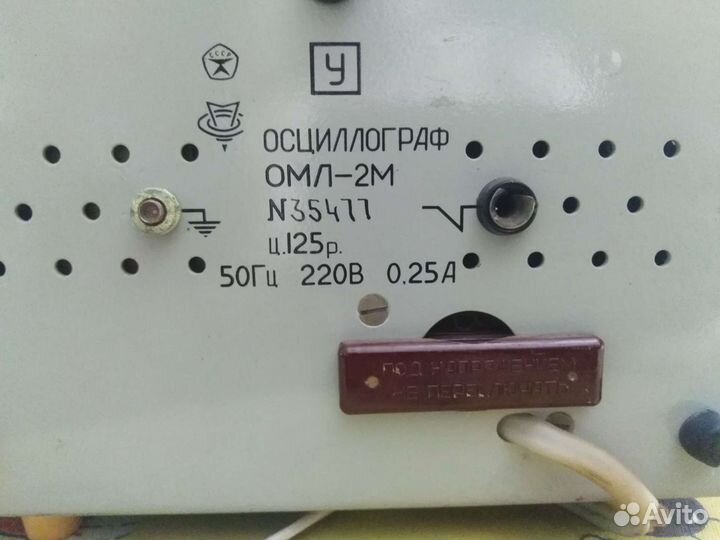 СССР
У
ОСЦИЛЛОГРАФ
ОМЛ-2М
N35477
ц.125р.
50Гц 220В 0,25А
ПОД НАПРЯЖЕНИЕМ
НЕ ПЕРЕКЛЮЧАТЬ
Avito